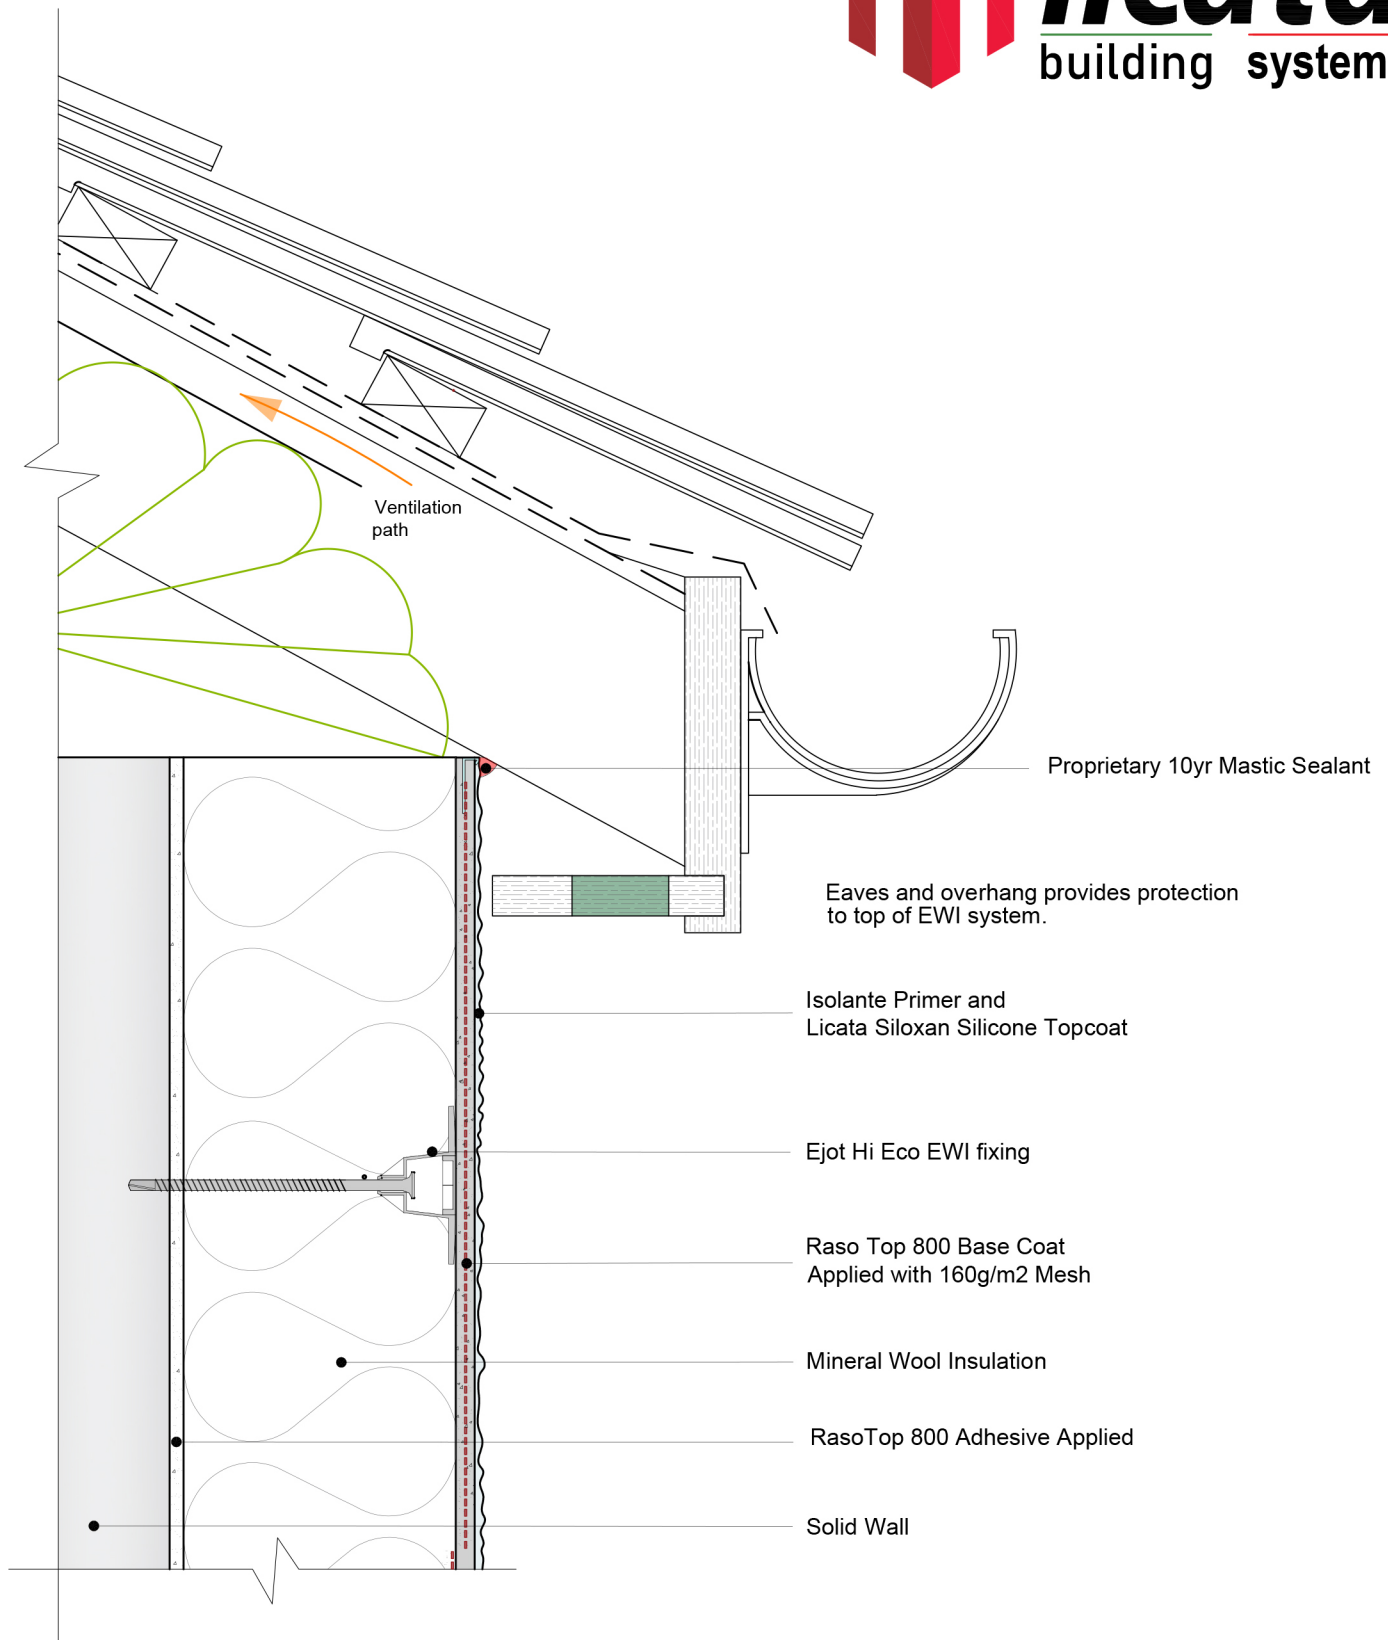 building system
Ventilation
path
Proprietary 10yr Mastic Sealant
Eaves and overhang provides protection
to top of EWI system.
Isolante Primer and
Licata Siloxan Silicone Topcoat
Ejot Hi Eco EWI fixing
Raso Top 800 Base Coat
Applied with 160g/m2 Mesh
Mineral Wool Insulation
RasoTop 800 Adhesive Applied
Solid Wall